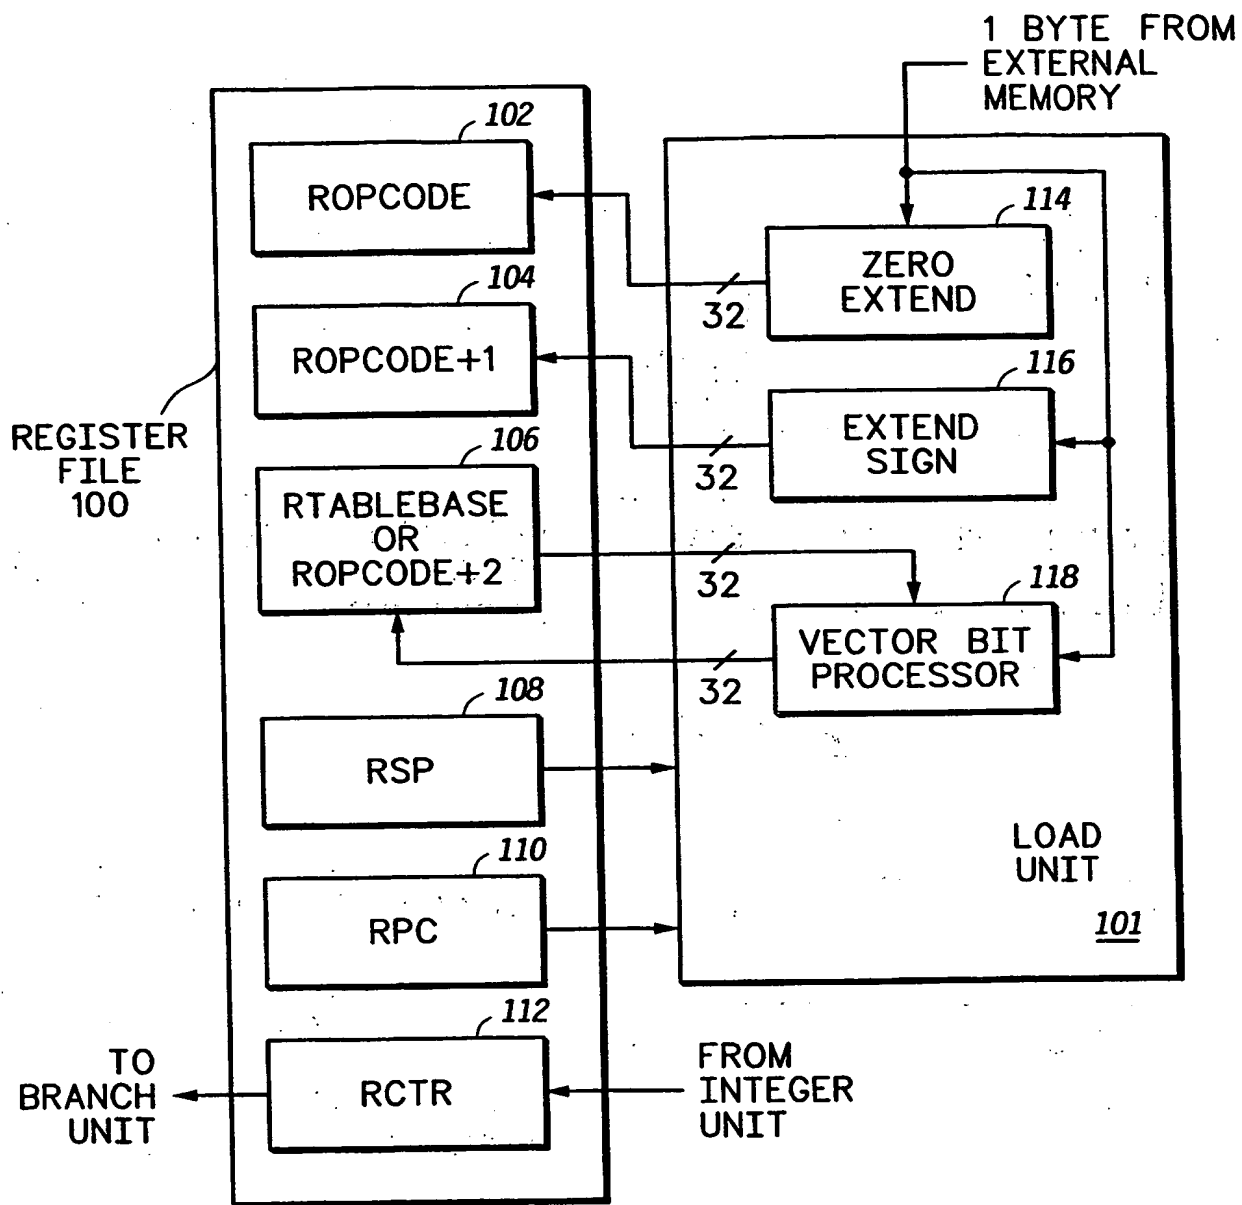 1 BYTE FROM
EXTERNAL
MEMORY
102
ROPCODE
114
ZERO
EXTEND
32
104
ROPCODE+1
116
EXTEND
SIGN
32
REGISTER
FILE
100
106
RTABLEBASE
OR
ROPCODE+2
32
118
VECTOR BIT
PROCESSOR
32
108
RSP
LOAD
UNIT
101
110
RPC
112
RCTR
TO
BRANCH
UNIT
FROM
INTEGER
UNIT